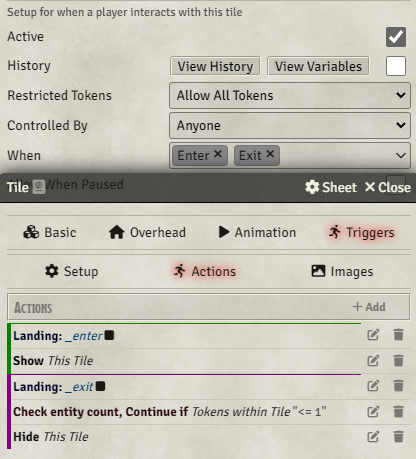 Setup for when a player interacts with this tile
Active
History View History View Variables
Restricted Tokens Allow All Tokens
Controlled By Anyone
When Enter × Exit ×
When Paused
Tile Sheet × Close
Basic Overhead Animation Triggers
Setup Actions Images
ACTIONS + Add
Landing: _enter
Show This Tile
Landing: _exit
Check entity count, Continue if Tokens within Tile "<= 1"
Hide This Tile